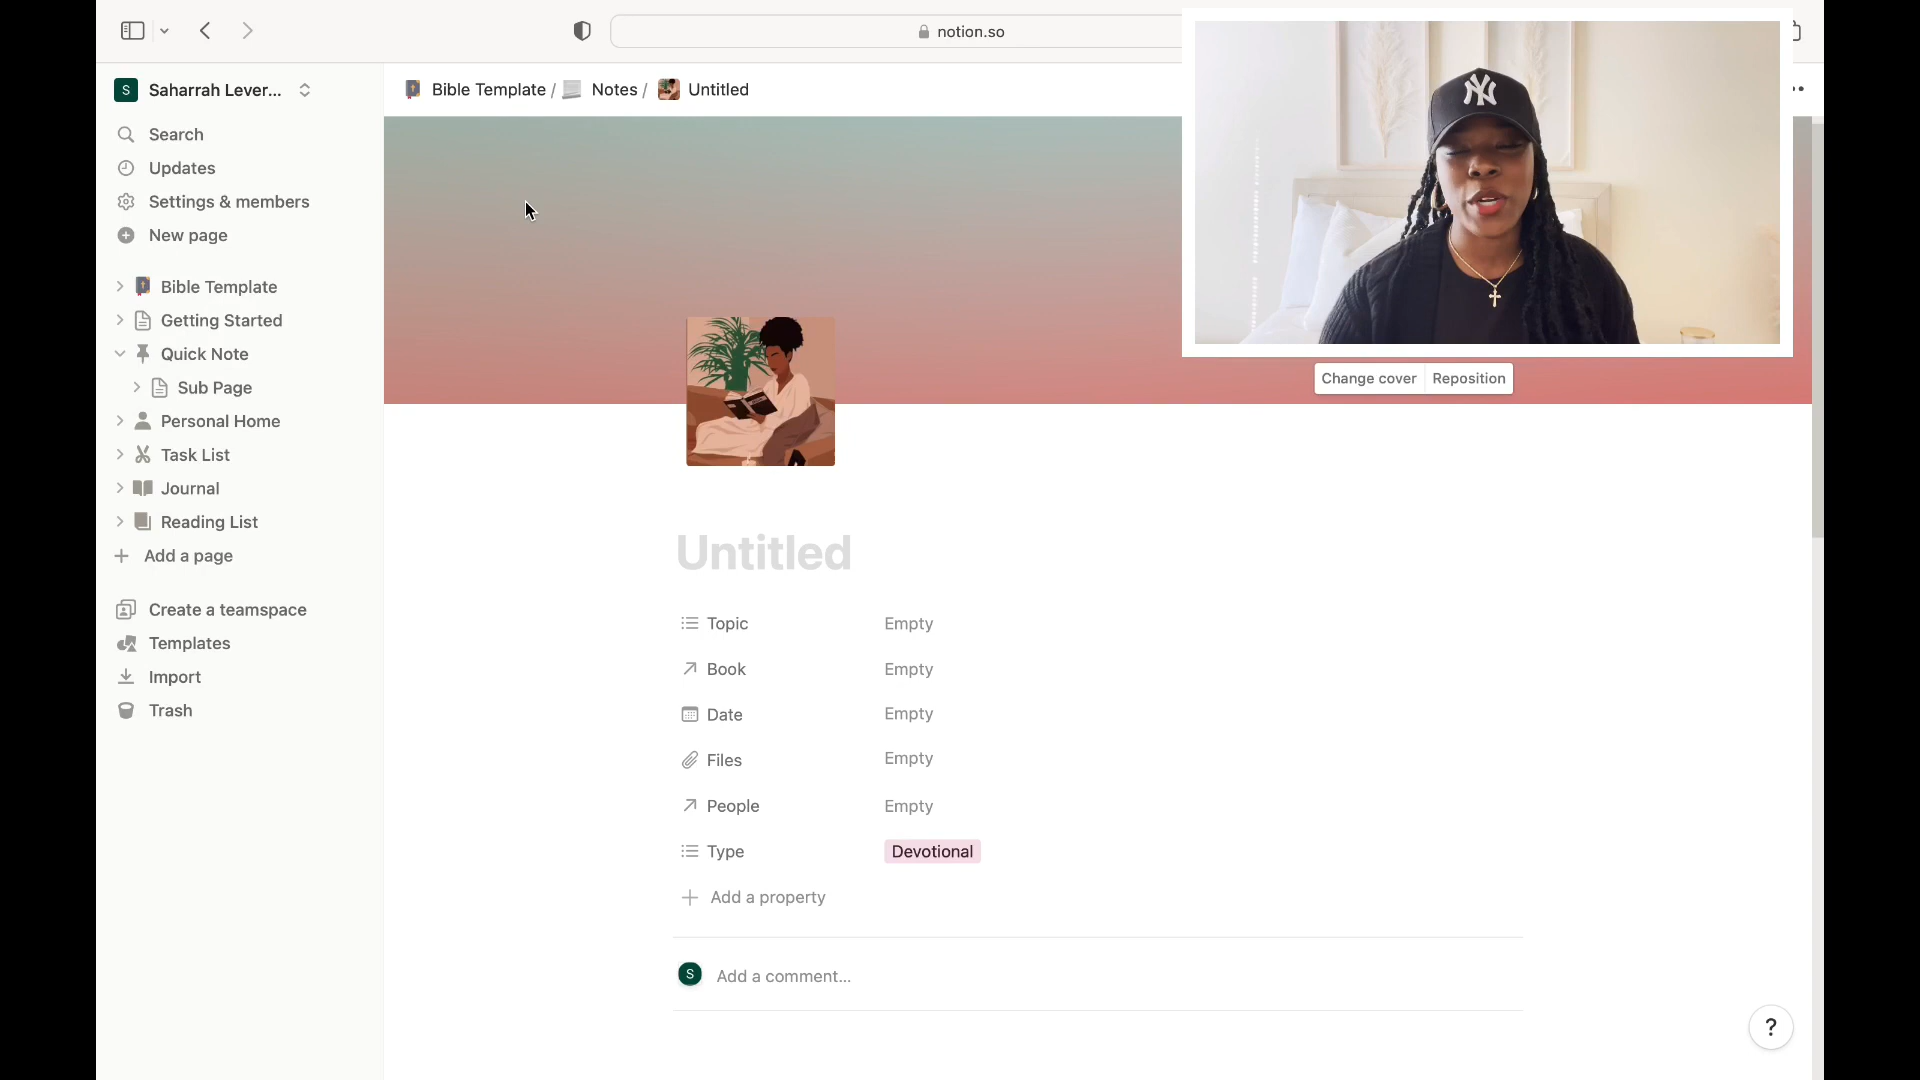 notion.so
S Saharrah Lever...
Bible Template / Notes / Untitled
Search
Updates
Settings & members
New page
Bible Template
Getting Started
Quick Note
Sub Page
Personal Home
Task List
Journal
Reading List
Add a page
Create a teamspace
Templates
Import
Trash
NY
Change cover Reposition
Untitled
Topic Empty
Book Empty
Date Empty
Files Empty
People Empty
Type Devotional
Add a property
S Add a comment...
?